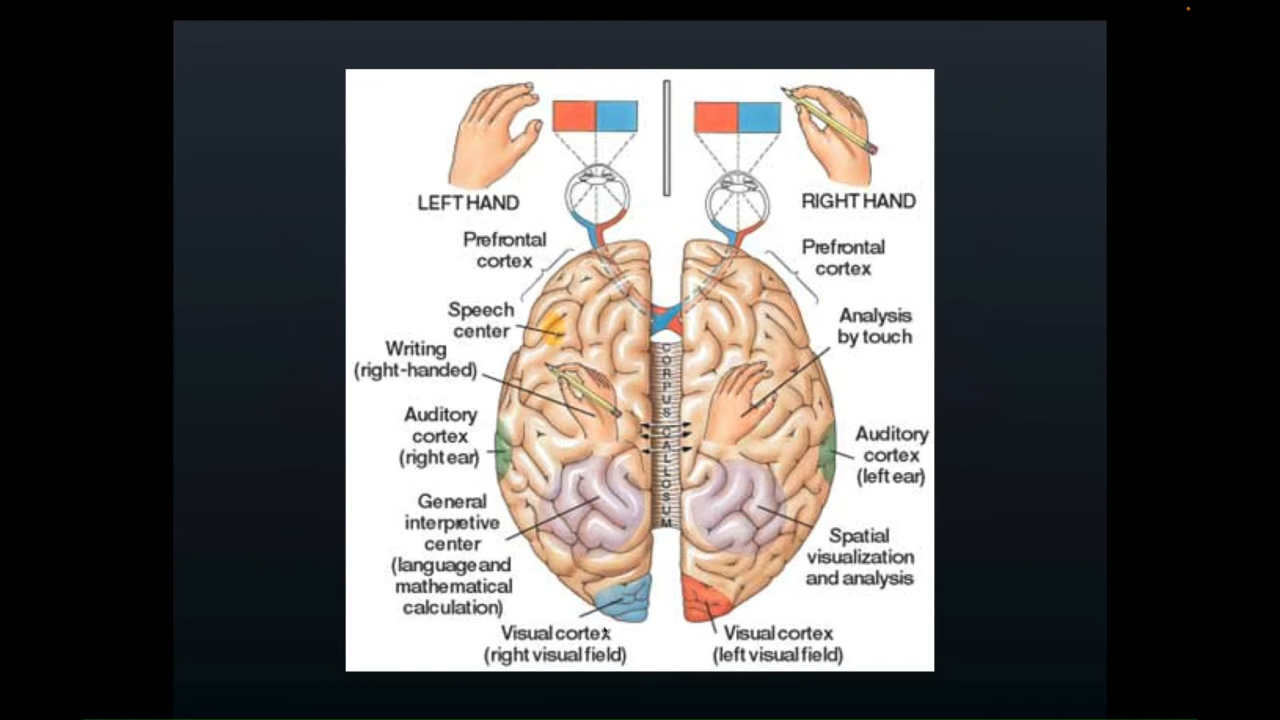 LEFT HAND
RIGHT HAND
Prefrontal
cortex
Prefrontal
cortex
Speech
center
Analysis
by touch
Writing
(right-handed)
CORPUS CALLOSUM
Auditory
cortex
(right ear)
Auditory
cortex
(left ear)
General
interpretive
center
(language and
mathematical
calculation)
Spatial
visualization
and analysis
Visual cortex
(right visual field)
Visual cortex
(left visual field)